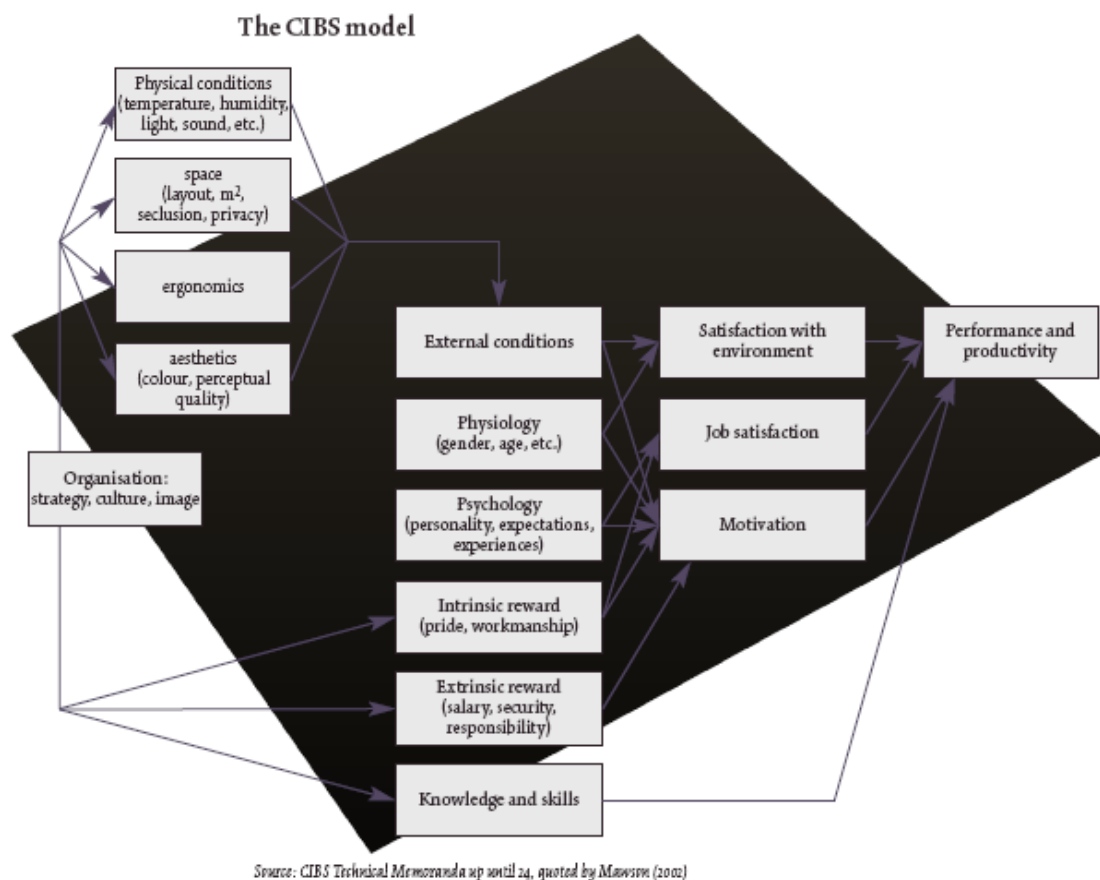 The CIBS model
Physical conditions
(temperature, humidity,
light, sound, etc.)
space
(layout, m²,
seclusion, privacy)
ergonomics
aesthetics
(colour, perceptual
quality)
Organisation:
strategy, culture, image
External conditions
Physiology
(gender, age, etc.)
Psychology
(personality, expectations,
experiences)
Intrinsic reward
(pride, workmanship)
Extrinsic reward
(salary, security,
responsibility)
Knowledge and skills
Satisfaction with
environment
Job satisfaction
Motivation
Performance and
productivity
Source: CIBS Technical Memoranda up until 24, quoted by Mawson (2002)